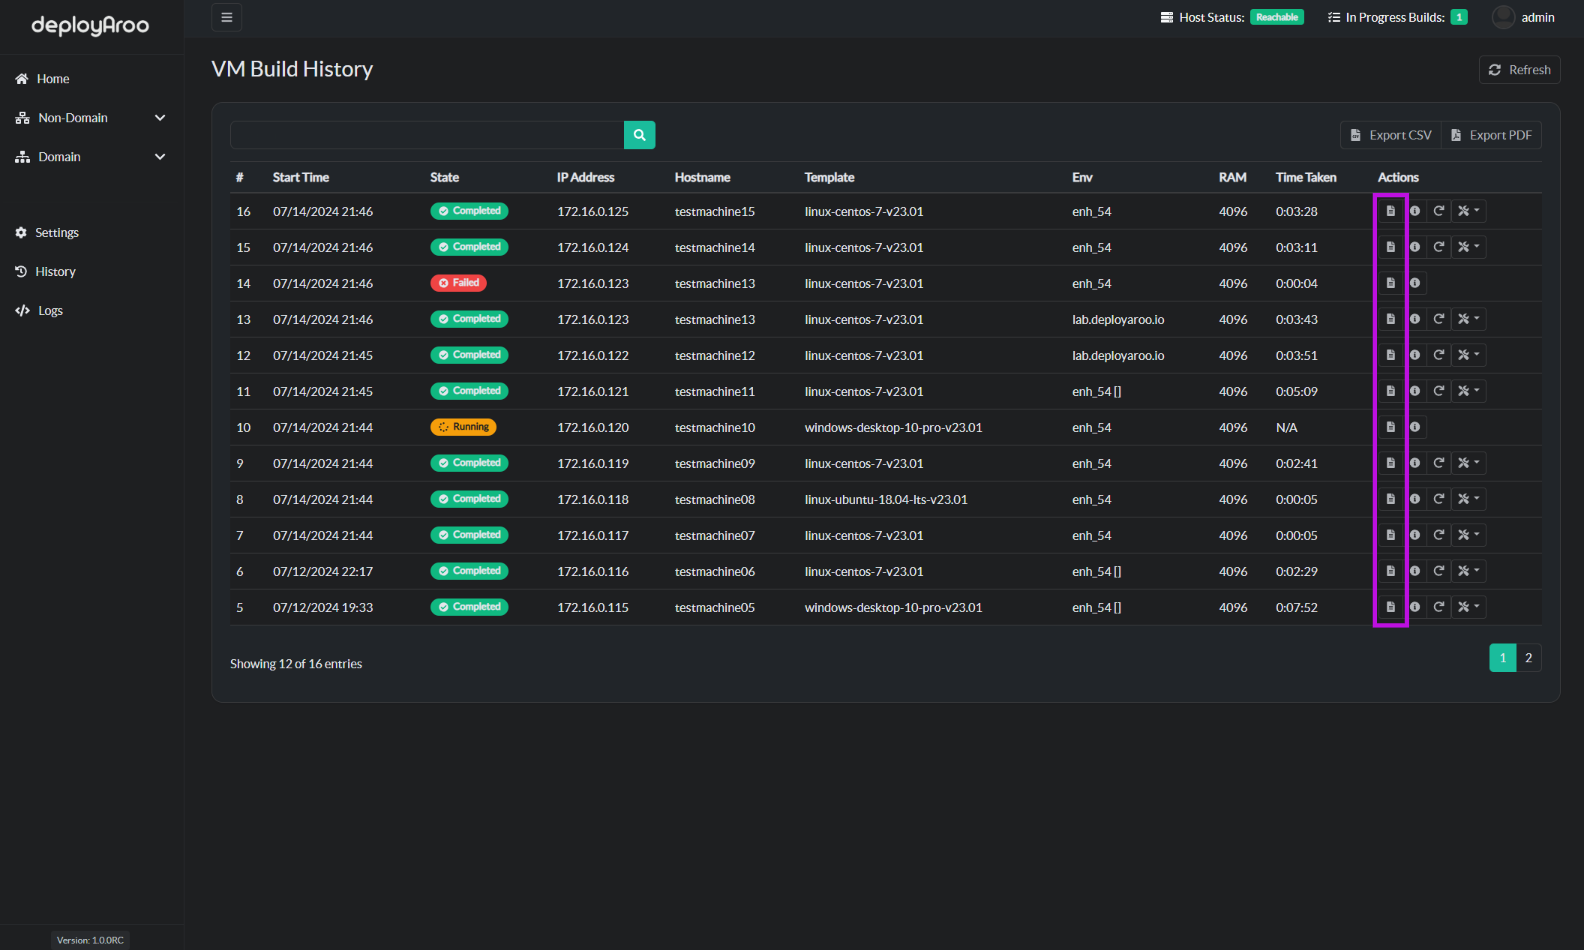 deployAroo
Host Status: Reachable In Progress Builds: 1 admin
Home
Non-Domain
Domain
Settings
History
Logs
VM Build History
Refresh
Export CSV Export PDF
# Start Time State IP Address Hostname Template Env RAM Time Taken Actions
16 07/14/2024 21:46 Completed 172.16.0.125 testmachine15 linux-centos-7-v23.01 enh_54 4096 0:03:28
15 07/14/2024 21:46 Completed 172.16.0.124 testmachine14 linux-centos-7-v23.01 enh_54 4096 0:03:11
14 07/14/2024 21:46 Failed 172.16.0.123 testmachine13 linux-centos-7-v23.01 enh_54 4096 0:00:04
13 07/14/2024 21:46 Completed 172.16.0.123 testmachine13 linux-centos-7-v23.01 lab.deployaroo.io 4096 0:03:43
12 07/14/2024 21:45 Completed 172.16.0.122 testmachine12 linux-centos-7-v23.01 lab.deployaroo.io 4096 0:03:51
11 07/14/2024 21:45 Completed 172.16.0.121 testmachine11 linux-centos-7-v23.01 enh_54 [] 4096 0:05:09
10 07/14/2024 21:44 Running 172.16.0.120 testmachine10 windows-desktop-10-pro-v23.01 enh_54 4096 N/A
9 07/14/2024 21:44 Completed 172.16.0.119 testmachine09 linux-centos-7-v23.01 enh_54 4096 0:02:41
8 07/14/2024 21:44 Completed 172.16.0.118 testmachine08 linux-ubuntu-18.04-lts-v23.01 enh_54 4096 0:00:05
7 07/14/2024 21:44 Completed 172.16.0.117 testmachine07 linux-centos-7-v23.01 enh_54 4096 0:00:05
6 07/12/2024 22:17 Completed 172.16.0.116 testmachine06 linux-centos-7-v23.01 enh_54 [] 4096 0:02:29
5 07/12/2024 19:33 Completed 172.16.0.115 testmachine05 windows-desktop-10-pro-v23.01 enh_54 [] 4096 0:07:52
Showing 12 of 16 entries
1 2
Version: 1.0.0RC